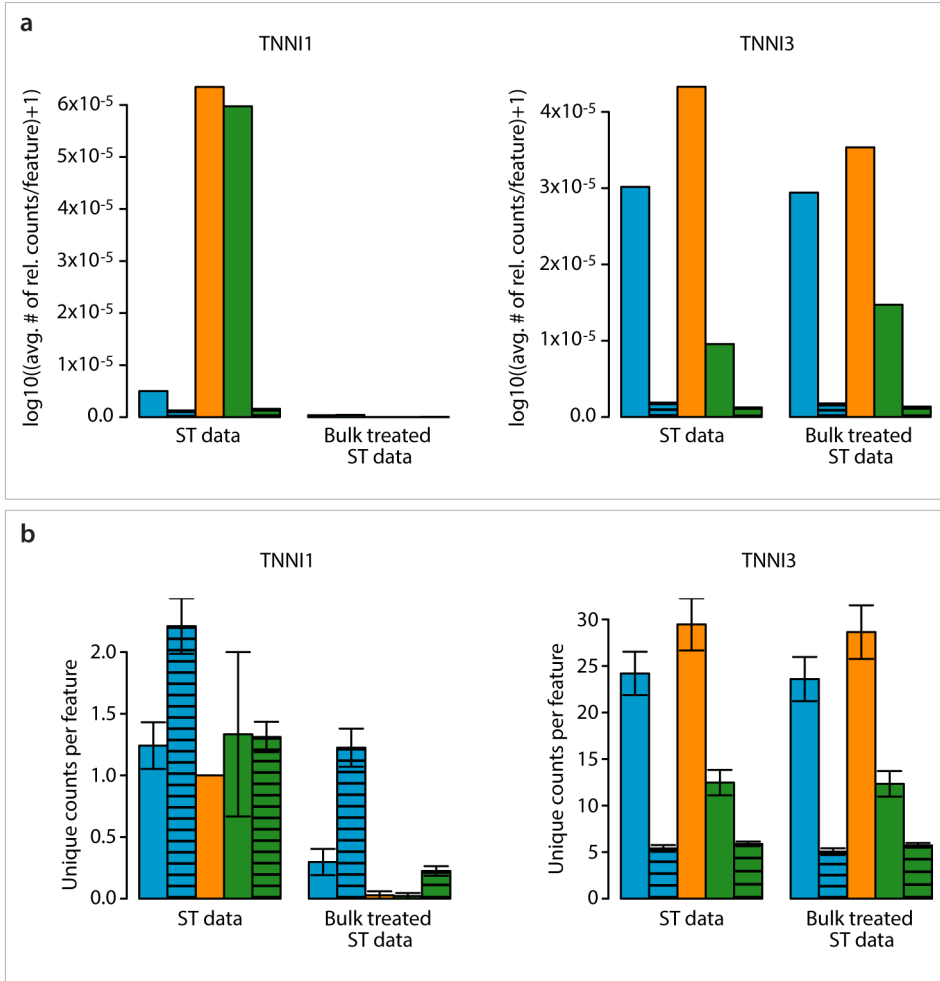 a
TNNI1
log10((avg. # of rel. counts/feature)+1)
6x10-5
5x10-5
4x10-5
3x10-5
2x10-5
1x10-5
0.0
ST data
Bulk treated
ST data
TNNI3
log10((avg. # of rel. counts/feature)+1)
4x10-5
3x10-5
2x10-5
1x10-5
0.0
ST data
Bulk treated
ST data
b
TNNI1
Unique counts per feature
2.0
1.5
1.0
0.5
0.0
ST data
Bulk treated
ST data
TNNI3
Unique counts per feature
30
25
20
15
10
5
0
ST data
Bulk treated
ST data